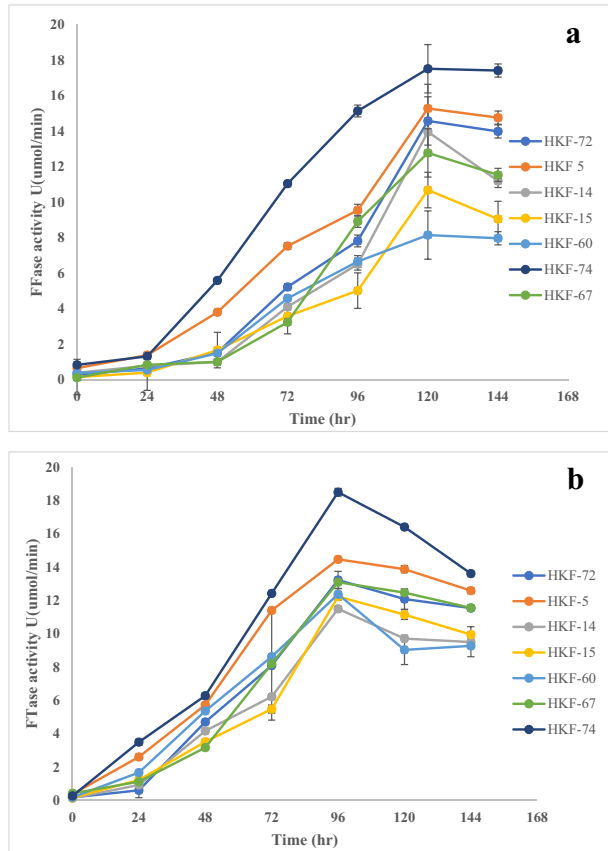 a
FFase activity U(umol/min)
20
18
16
14
12
10
8
6
4
2
0
0 24 48 72 96 120 144 168
Time (hr)
HKF-72
HKF 5
HKF-14
HKF-15
HKF-60
HKF-74
HKF-67
b
FTase activity U(umol/min)
20
18
16
14
12
10
8
6
4
2
0
0 24 48 72 96 120 144 168
Time (hr)
HKF-72
HKF-5
HKF-14
HKF-15
HKF-60
HKF-67
HKF-74